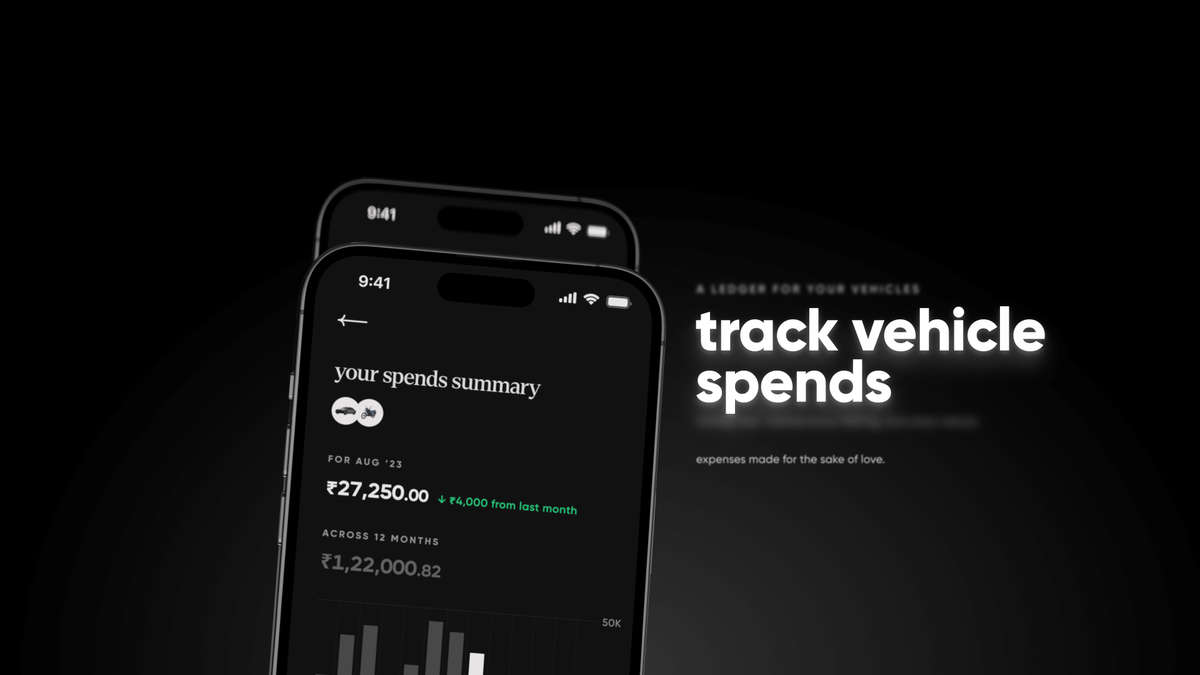 9:41
9:41
your spends summary
FOR AUG '23
₹27,250.00 ↓ ₹4,000 from last month
ACROSS 12 MONTHS
₹1,22,000.82
50K
A LEDGER FOR YOUR VEHICLES
track vehicle
spends
expenses made for the sake of love.